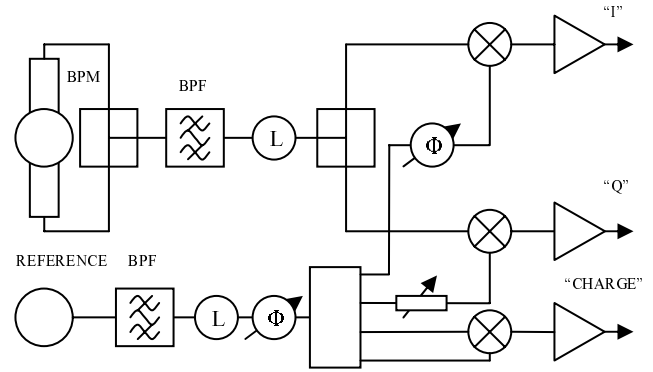 “I”
BPM
BPF
L
Φ
“Q”
REFERENCE
BPF
“CHARGE”
L
Φ